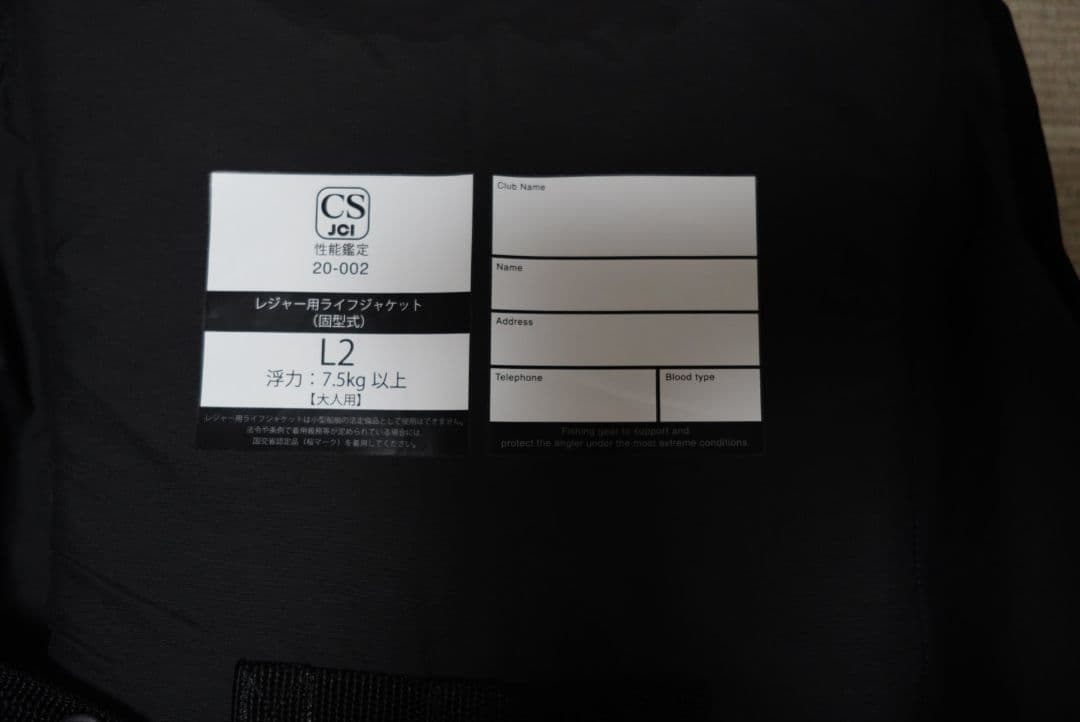 CS
JCI
性能鑑定
20-002
レジャー用ライフジャケット
(固型式)
L2
浮力：7.5kg 以上
【大人用】
レジャー用ライフジャケットは小型船舶の法定備品として使用はできません。
法令や条例で着用義務等が定められている場合には
国交省認定品（桜マーク）を着用してください。
Club Name
Name
Address
Telephone
Blood type
Fishing gear to support and
protect the angler under the most extreme conditions.